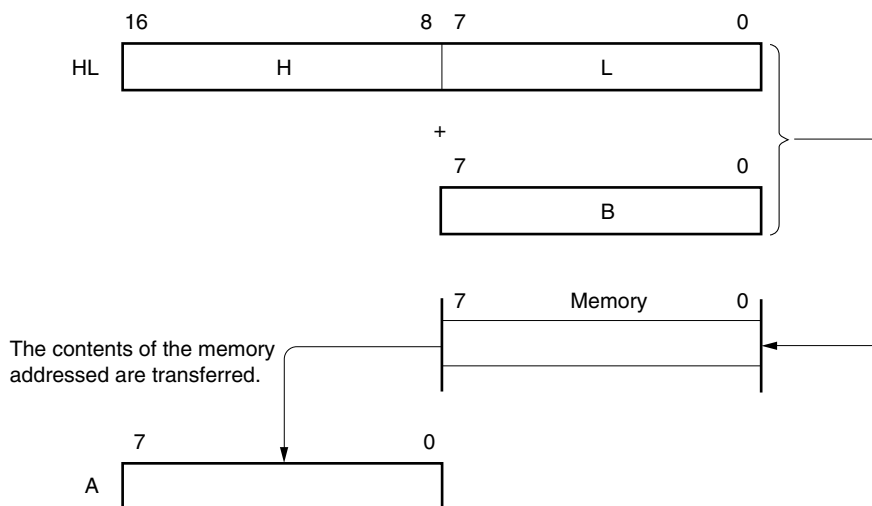 16 8 7 0
HL H L
+
7 0
B
7 Memory 0
The contents of the memory
addressed are transferred.
7 0
A